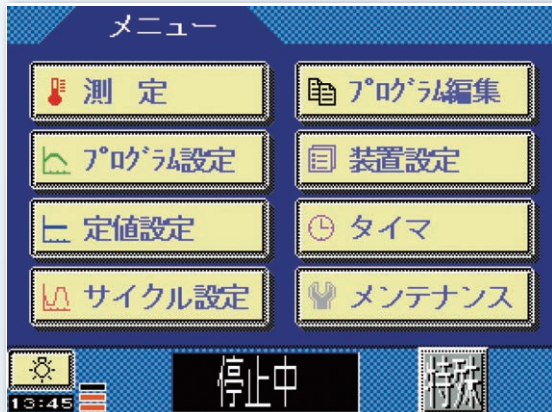 メニュー
測 定
ﾌﾟﾛｸﾞﾗﾑ編集
ﾌﾟﾛｸﾞﾗﾑ設定
装置設定
定値設定
タイマ
サイクル設定
メンテナンス
停止中
特殊
13:45